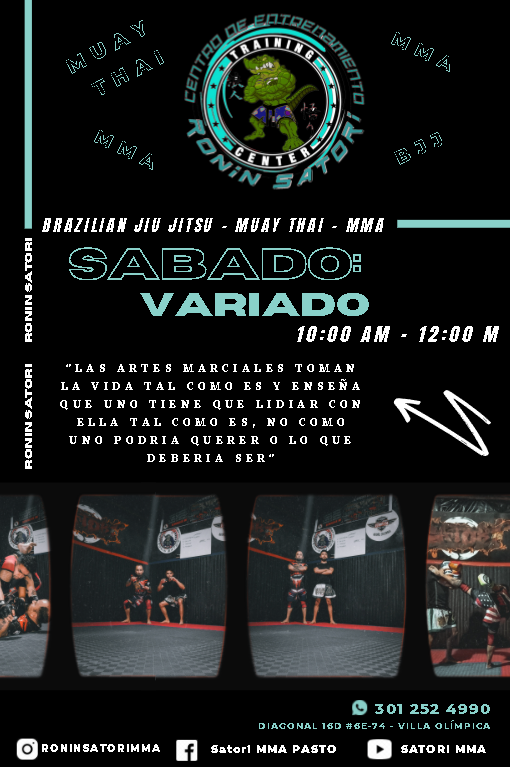 MUAY
THAI
MMA
MMA
BJJ
CENTRO DE ENTRENAMIENTO
TRAINING
CENTER
RONIN SATORI
BRAZILIAN JIU JITSU - MUAY THAI - MMA
SABADO:
VARIADO
10:00 AM - 12:00 M
RONIN SATORI
RONIN SATORI
"LAS ARTES MARCIALES TOMAN
LA VIDA TAL COMO ES Y ENSEÑA
QUE UNO TIENE QUE LIDIAR CON
ELLA TAL COMO ES, NO COMO
UNO PODRIA QUERER O LO QUE
DEBERIA SER"
301 252 4990
DIAGONAL 16D #6E-74 - VILLA OLÍMPICA
RONINSATORIMMA
Satori MMA PASTO
SATORI MMA